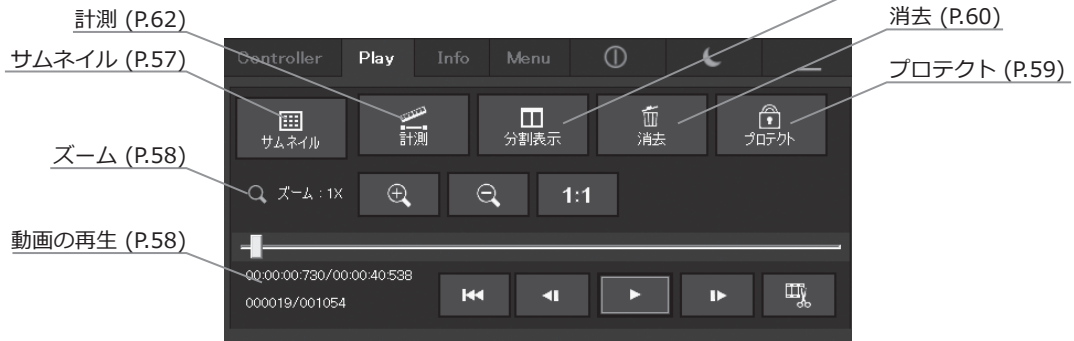 計測 (P.62)
消去 (P.60)
サムネイル (P.57)
プロテクト (P.59)
Controller Play Info Menu
サムネイル 計測 分割表示 消去 プロテクト
ズーム (P.58)
ズーム : 1X 1:1
動画の再生 (P.58)
00:00:00:730/00:00:40:538
000019/001054